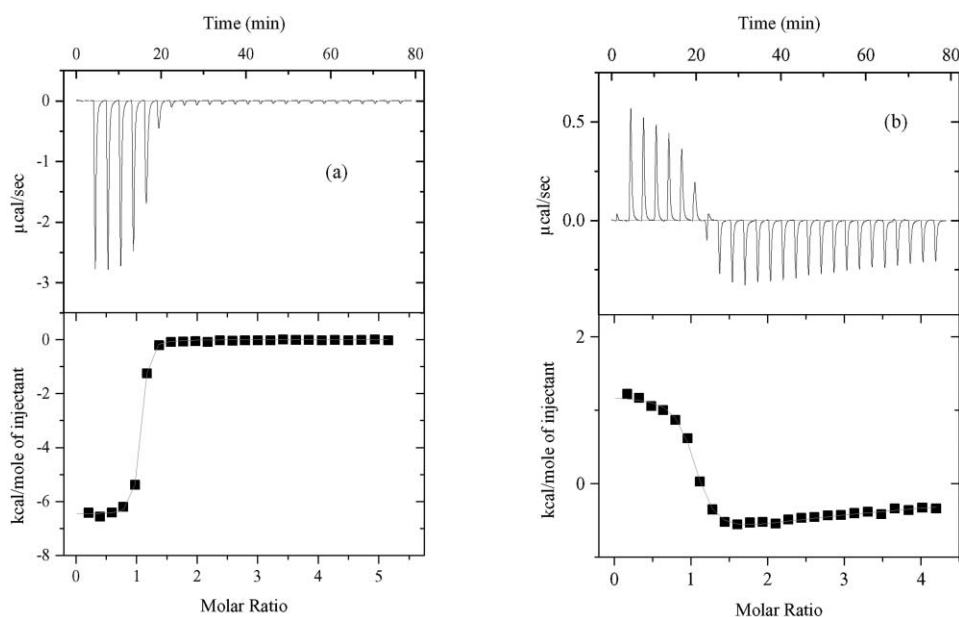 Time (min)
0 20 40 60 80
0
-1
-2
-3
µcal/sec
(a)
0
-2
-4
-6
-8
kcal/mole of injectant
0 1 2 3 4 5
Molar Ratio
Time (min)
0 20 40 60 80
0.5
0.0
µcal/sec
(b)
2
0
kcal/mole of injectant
0 1 2 3 4
Molar Ratio